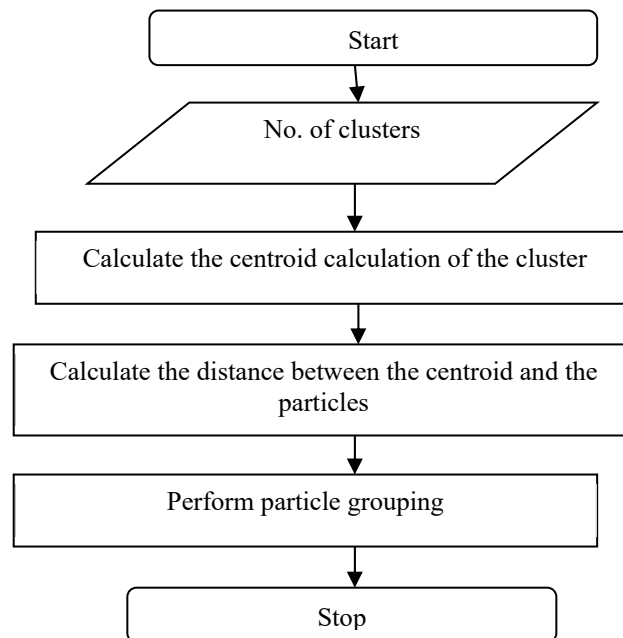 Start
No. of clusters
Calculate the centroid calculation of the cluster
Calculate the distance between the centroid and the
particles
Perform particle grouping
Stop